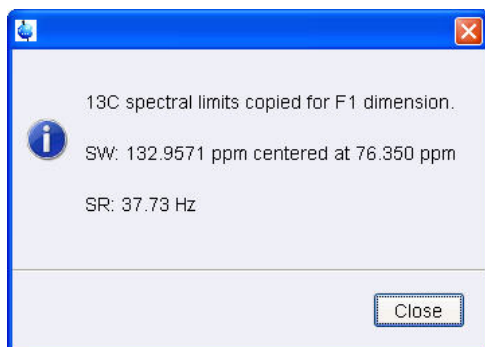 13C spectral limits copied for F1 dimension.
SW: 132.9571 ppm centered at 76.350 ppm
SR: 37.73 Hz
Close